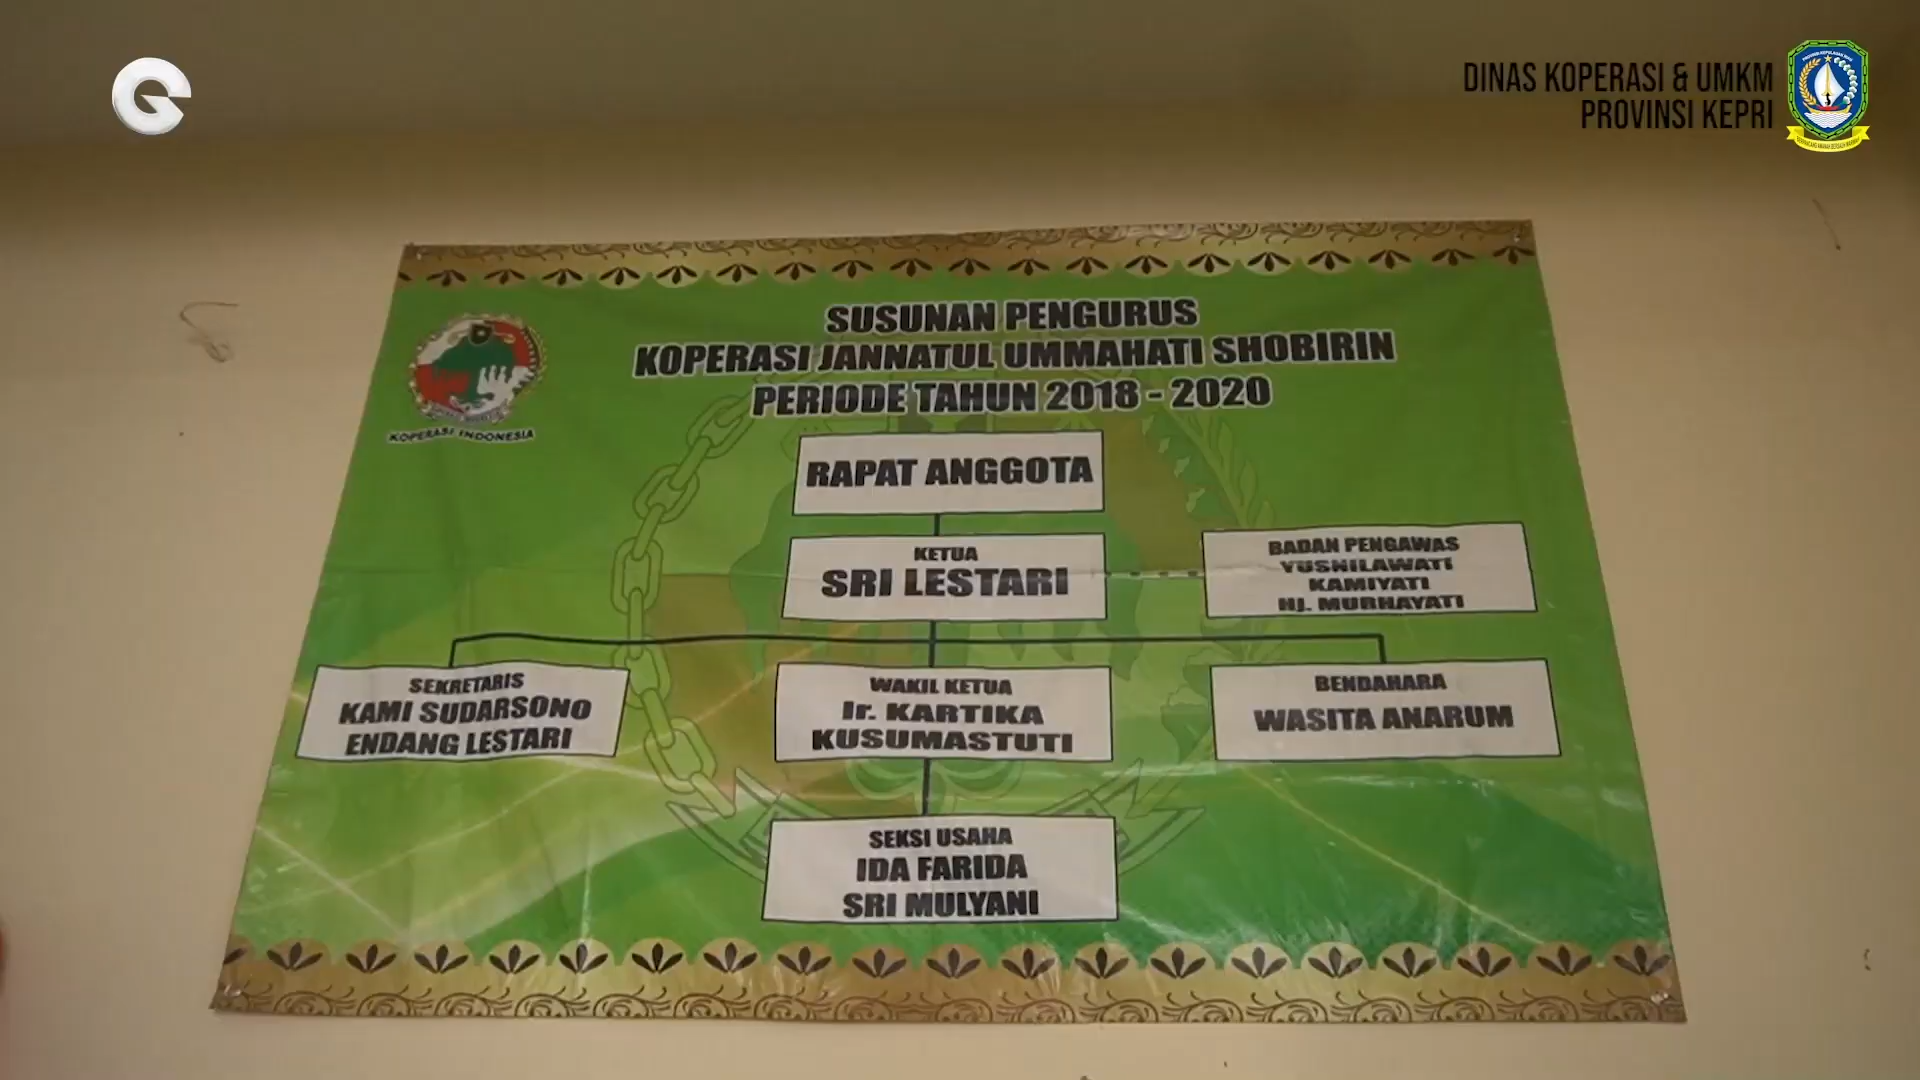 DINAS KOPERASI & UMKM
PROVINSI KEPRI
SUSUNAN PENGURUS
KOPERASI JANNATUL UMMAHATI SHOBIRIN
PERIODE TAHUN 2018 - 2020
KOPERASI INDONESIA
RAPAT ANGGOTA
KETUA
SRI LESTARI
BADAN PENGAWAS
YUSNILAWATI
KAMIYATI
HJ. MURHAYATI
SEKRETARIS
KAMI SUDARSONO
ENDANG LESTARI
WAKIL KETUA
Ir. KARTIKA
KUSUMASTUTI
BENDAHARA
WASITA ANARUM
SEKSI USAHA
IDA FARIDA
SRI MULYANI